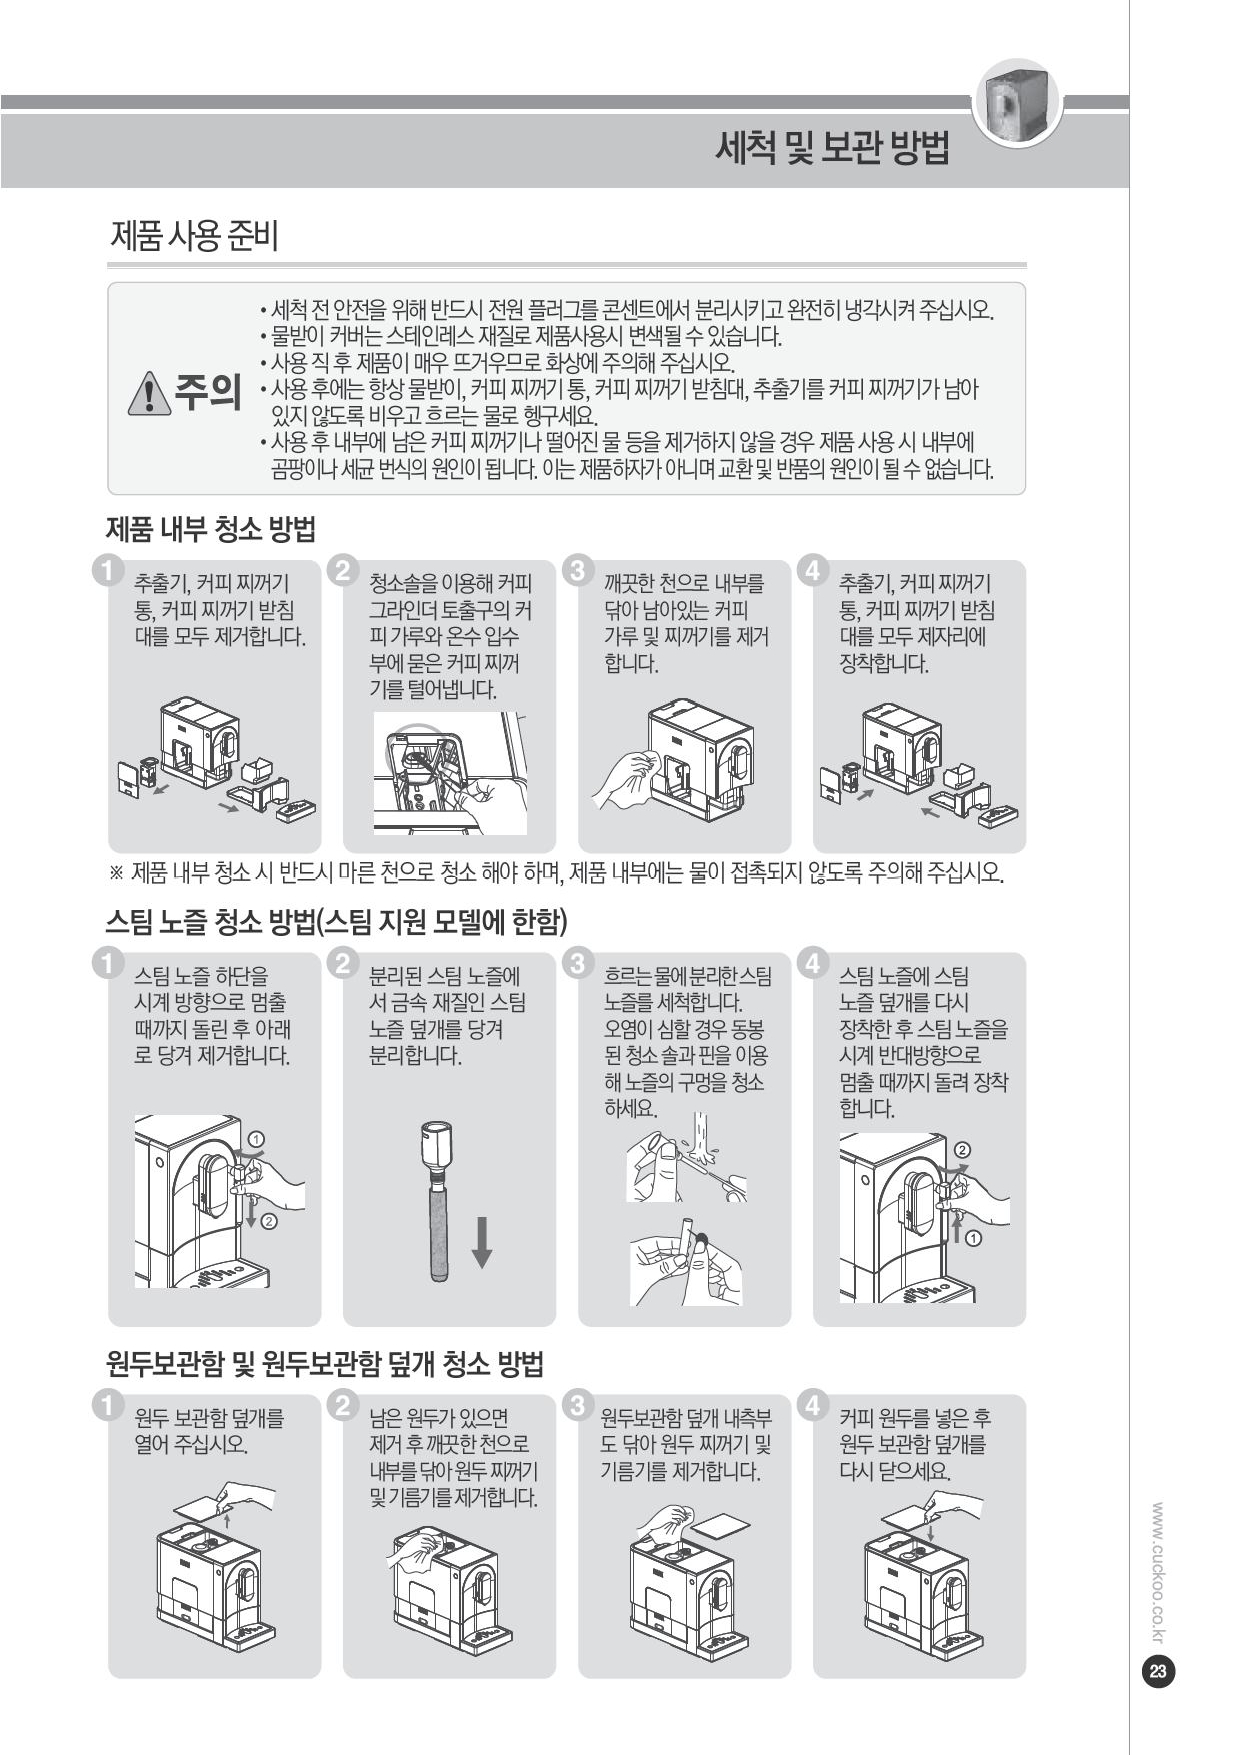 세척 및 보관 방법
제품 사용 준비
주의
• 세척 전 안전을 위해 반드시 전원 플러그를 콘센트에서 분리시키고 완전히 냉각시켜 주십시오.
• 물받이 커버는 스테인레스 재질로 제품사용시 변색될 수 있습니다.
• 사용 직 후 제품이 매우 뜨거우므로 화상에 주의해 주십시오.
• 사용 후에는 항상 물받이, 커피 찌꺼기 통, 커피 찌꺼기 받침대, 추출기를 커피 찌꺼기가 남아
있지 않도록 비우고 흐르는 물로 헹구세요.
• 사용 후 내부에 남은 커피 찌꺼기나 떨어진 물 등을 제거하지 않을 경우 제품 사용 시 내부에
곰팡이나 세균 번식의 원인이 됩니다. 이는 제품하자가 아니며 교환 및 반품의 원인이 될 수 없습니다.
제품 내부 청소 방법
1
추출기, 커피 찌꺼기
통, 커피 찌꺼기 받침
대를 모두 제거합니다.
2
청소솔을 이용해 커피
그라인더 토출구의 커
피 가루와 온수 입수
부에 묻은 커피 찌꺼
기를 털어냅니다.
3
깨끗한 천으로 내부를
닦아 남아있는 커피
가루 및 찌꺼기를 제거
합니다.
4
추출기, 커피 찌꺼기
통, 커피 찌꺼기 받침
대를 모두 제자리에
장착합니다.
※ 제품 내부 청소 시 반드시 마른 천으로 청소 해야 하며, 제품 내부에는 물이 접촉되지 않도록 주의해 주십시오.
스팀 노즐 청소 방법(스팀 지원 모델에 한함)
1
스팀 노즐 하단을
시계 방향으로 멈출
때까지 돌린 후 아래
로 당겨 제거합니다.
①
②
2
분리된 스팀 노즐에
서 금속 재질인 스팀
노즐 덮개를 당겨
분리합니다.
3
흐르는 물에 분리한 스팀
노즐를 세척합니다.
오염이 심할 경우 동봉
된 청소 솔과 핀을 이용
해 노즐의 구멍을 청소
하세요.
4
스팀 노즐에 스팀
노즐 덮개를 다시
장착한 후 스팀 노즐을
시계 반대방향으로
멈출 때까지 돌려 장착
합니다.
②
①
원두보관함 및 원두보관함 덮개 청소 방법
1
원두 보관함 덮개를
열어 주십시오.
2
남은 원두가 있으면
제거 후 깨끗한 천으로
내부를 닦아 원두 찌꺼기
및 기름기를 제거합니다.
3
원두보관함 덮개 내측부
도 닦아 원두 찌꺼기 및
기름기를 제거합니다.
4
커피 원두를 넣은 후
원두 보관함 덮개를
다시 닫으세요.
www.cuckoo.co.kr
23